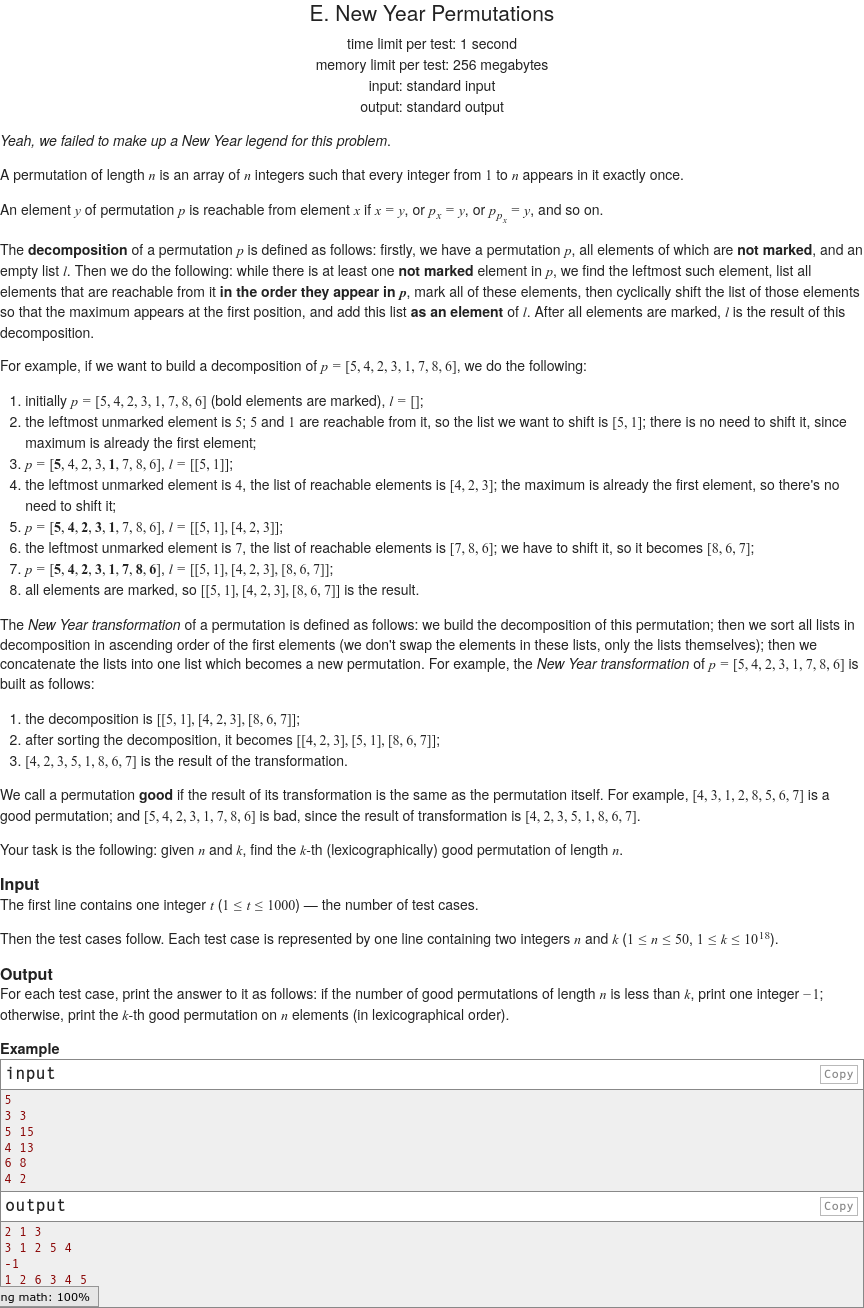 E. New Year Permutations
time limit per test: 1 second
memory limit per test: 256 megabytes
input: standard input
output: standard output
Yeah, we failed to make up a New Year legend for this problem.
A permutation of length n is an array of n integers such that every integer from 1 to n appears in it exactly once.
An element y of permutation p is reachable from element x if x = y, or pₓ = y, or p_{pₓ} = y, and so on.
The decomposition of a permutation p is defined as follows: firstly, we have a permutation p, all elements of which are not marked, and an
empty list l. Then we do the following: while there is at least one not marked element in p, we find the leftmost such element, list all
elements that are reachable from it in the order they appear in p, mark all of these elements, then cyclically shift the list of those elements
so that the maximum appears at the first position, and add this list as an element of l. After all elements are marked, l is the result of this
decomposition.
For example, if we want to build a decomposition of p = [5, 4, 2, 3, 1, 7, 8, 6], we do the following:
1. initially p = [5, 4, 2, 3, 1, 7, 8, 6] (bold elements are marked), l = [];
2. the leftmost unmarked element is 5; 5 and 1 are reachable from it, so the list we want to shift is [5, 1]; there is no need to shift it, since
maximum is already the first element;
3. p = [5, 4, 2, 3, 1, 7, 8, 6], l = [[5, 1]];
4. the leftmost unmarked element is 4, the list of reachable elements is [4, 2, 3]; the maximum is already the first element, so there's no
need to shift it;
5. p = [5, 4, 2, 3, 1, 7, 8, 6], l = [[5, 1], [4, 2, 3]];
6. the leftmost unmarked element is 7, the list of reachable elements is [7, 8, 6]; we have to shift it, so it becomes [8, 6, 7];
7. p = [5, 4, 2, 3, 1, 7, 8, 6], l = [[5, 1], [4, 2, 3], [8, 6, 7]];
8. all elements are marked, so [[5, 1], [4, 2, 3], [8, 6, 7]] is the result.
The New Year transformation of a permutation is defined as follows: we build the decomposition of this permutation; then we sort all lists in
decomposition in ascending order of the first elements (we don't swap the elements in these lists, only the lists themselves); then we
concatenate the lists into one list which becomes a new permutation. For example, the New Year transformation of p = [5, 4, 2, 3, 1, 7, 8, 6] is
built as follows:
1. the decomposition is [[5, 1], [4, 2, 3], [8, 6, 7]];
2. after sorting the decomposition, it becomes [[4, 2, 3], [5, 1], [8, 6, 7]];
3. [4, 2, 3, 5, 1, 8, 6, 7] is the result of the transformation.
We call a permutation good if the result of its transformation is the same as the permutation itself. For example, [4, 3, 1, 2, 8, 5, 6, 7] is a
good permutation; and [5, 4, 2, 3, 1, 7, 8, 6] is bad, since the result of transformation is [4, 2, 3, 5, 1, 8, 6, 7].
Your task is the following: given n and k, find the k-th (lexicographically) good permutation of length n.
Input
The first line contains one integer t (1 ≤ t ≤ 1000) — the number of test cases.
Then the test cases follow. Each test case is represented by one line containing two integers n and k (1 ≤ n ≤ 50, 1 ≤ k ≤ 10¹⁸).
Output
For each test case, print the answer to it as follows: if the number of good permutations of length n is less than k, print one integer −1;
otherwise, print the k-th good permutation on n elements (in lexicographical order).
Example
input
Copy
5
3 3
5 15
4 13
6 8
4 2
output
Copy
2 1 3
3 1 2 5 4
-1
1 2 6 3 4 5
ng math: 100%